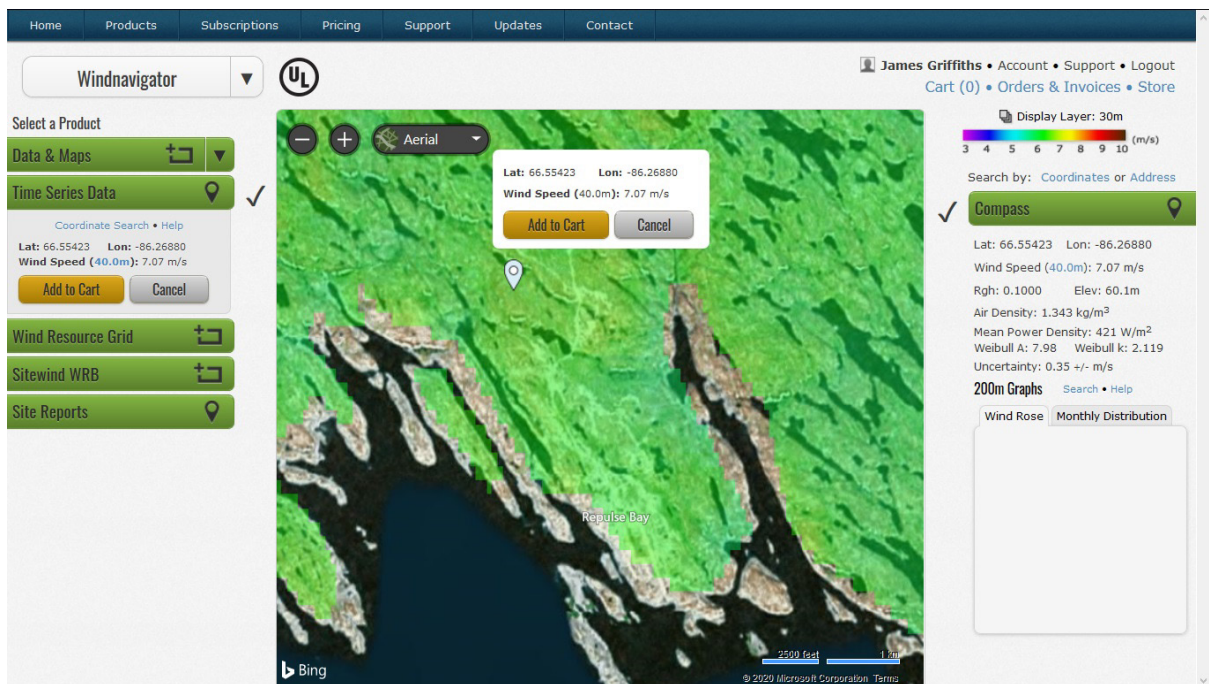 Home Products Subscriptions Pricing Support Updates Contact
Windnavigator ▼
UL
James Griffiths • Account • Support • Logout
Cart (0) • Orders & Invoices • Store
Select a Product
Data & Maps ▼
Time Series Data ✓
Coordinate Search • Help
Lat: 66.55423 Lon: -86.26880
Wind Speed (40.0m): 7.07 m/s
Add to Cart Cancel
Wind Resource Grid
Sitewind WRB
Site Reports
Aerial
Lat: 66.55423 Lon: -86.26880
Wind Speed (40.0m): 7.07 m/s
Add to Cart Cancel
Repulse Bay
Bing
2500 feet 1 km
© 2020 Microsoft Corporation Terms
Display Layer: 30m
3 4 5 6 7 8 9 10 (m/s)
Search by: Coordinates or Address
✓ Compass
Lat: 66.55423 Lon: -86.26880
Wind Speed (40.0m): 7.07 m/s
Rgh: 0.1000 Elev: 60.1m
Air Density: 1.343 kg/m³
Mean Power Density: 421 W/m²
Weibull A: 7.98 Weibull k: 2.119
Uncertainty: 0.35 +/- m/s
200m Graphs Search • Help
Wind Rose Monthly Distribution